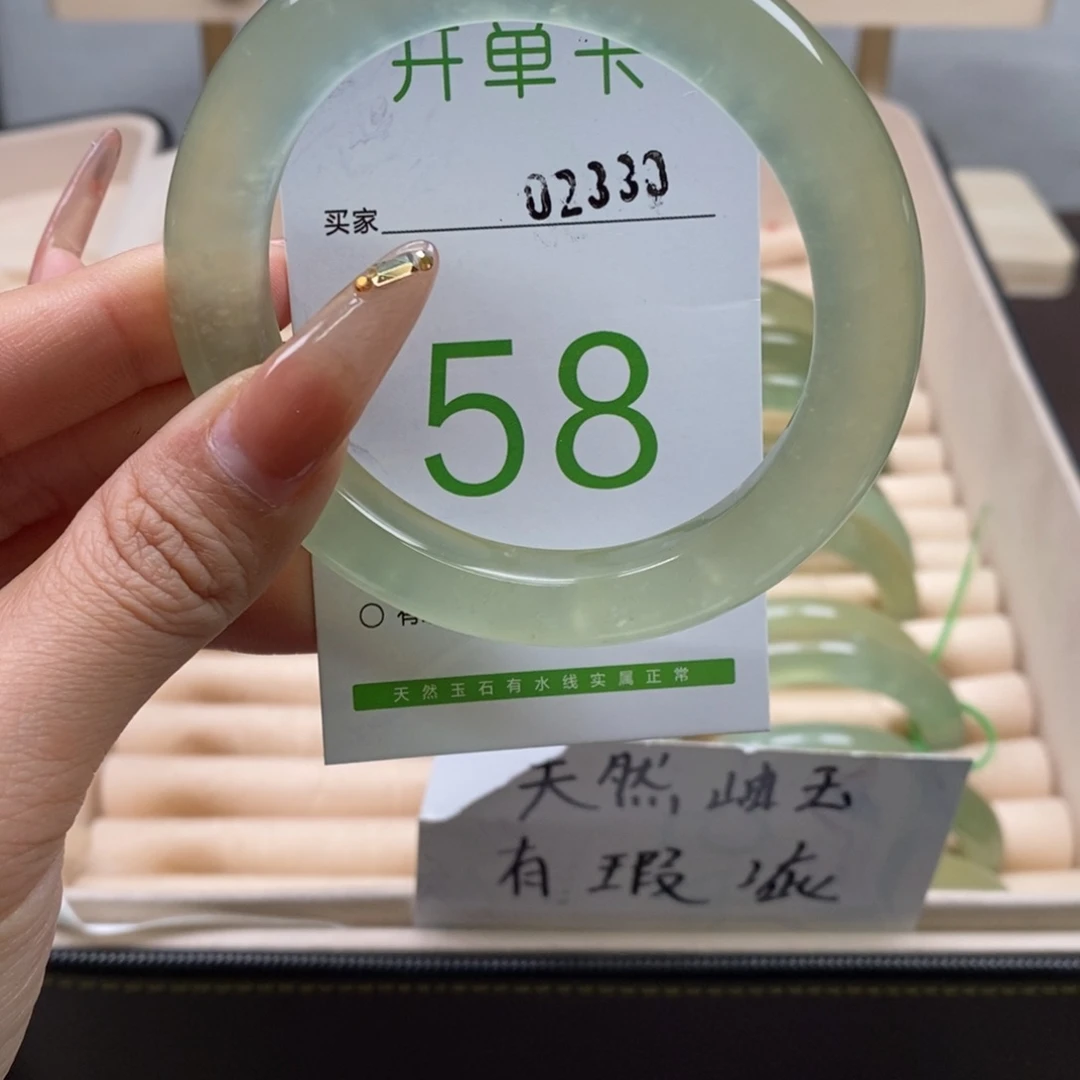 开单卡
买家 02330
58
天然玉石有水线实属正常
天然岫玉
有瑕疵